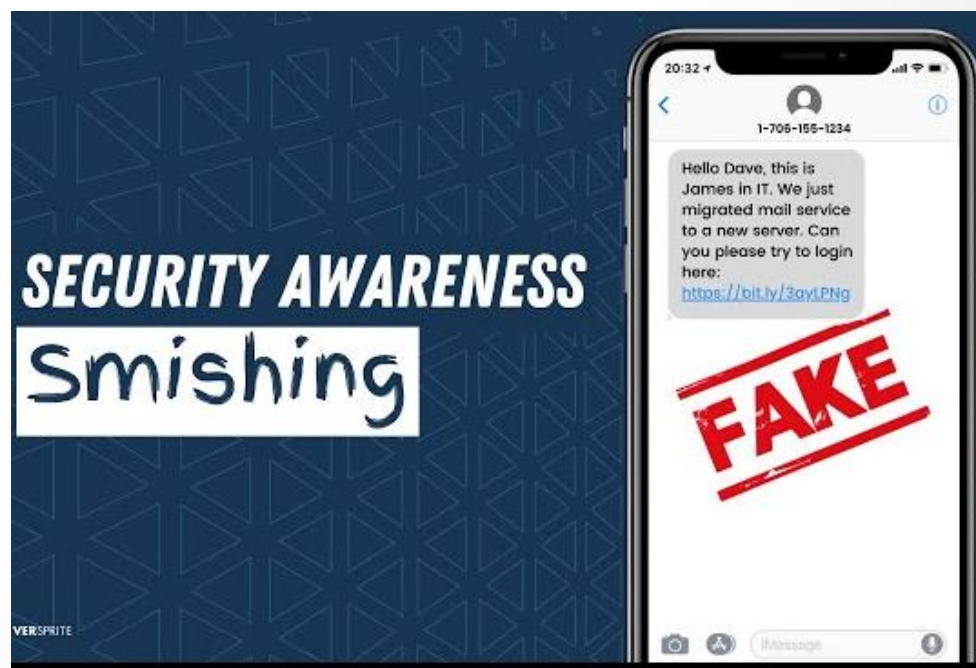 SECURITY AWARENESS
Smishing
VERSPRITE
20:32
1-706-155-1234
Hello Dave, this is
James in IT. We just
migrated mail service
to a new server. Can
you please try to login
here:
https://bit.ly/3ayLPNg
FAKE
iMessage